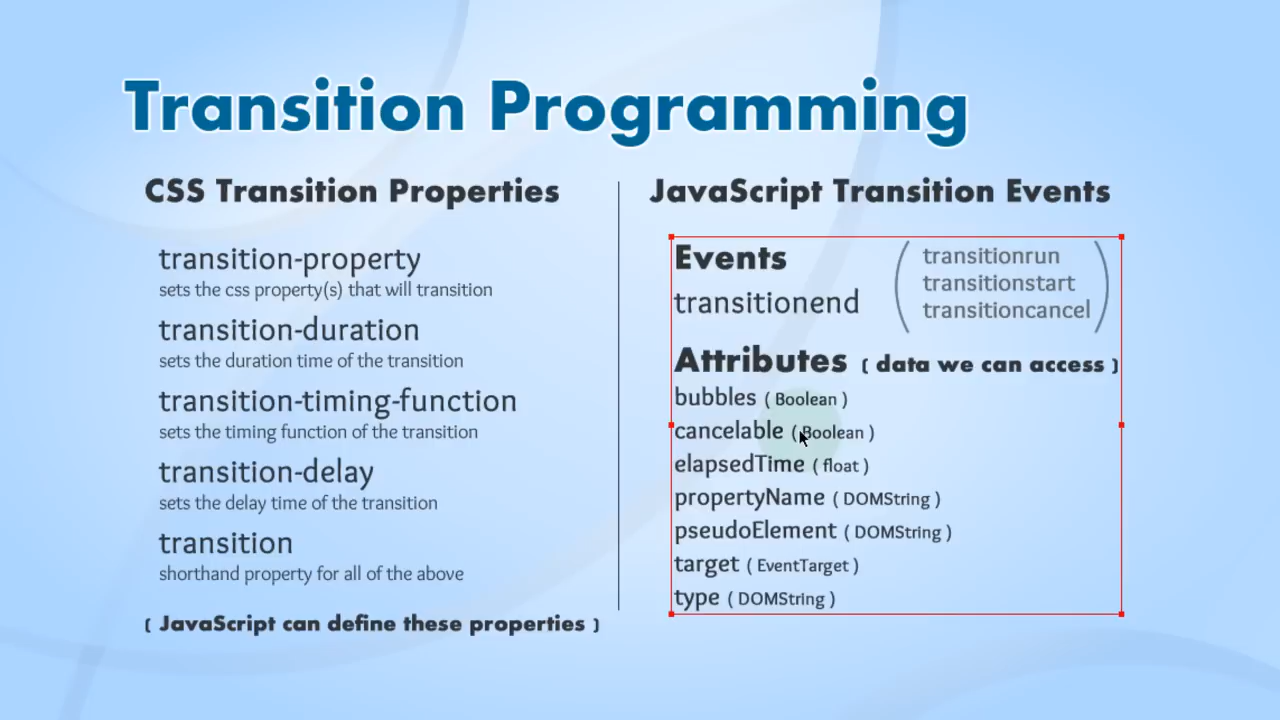 Transition Programming
CSS Transition Properties
transition-property
sets the css property(s) that will transition
transition-duration
sets the duration time of the transition
transition-timing-function
sets the timing function of the transition
transition-delay
sets the delay time of the transition
transition
shorthand property for all of the above
( JavaScript can define these properties )
JavaScript Transition Events
Events
transitionend
( transitionrun
transitionstart
transitioncancel )
Attributes ( data we can access )
bubbles ( Boolean )
cancelable ( Boolean )
elapsedTime ( float )
propertyName ( DOMString )
pseudoElement ( DOMString )
target ( EventTarget )
type ( DOMString )